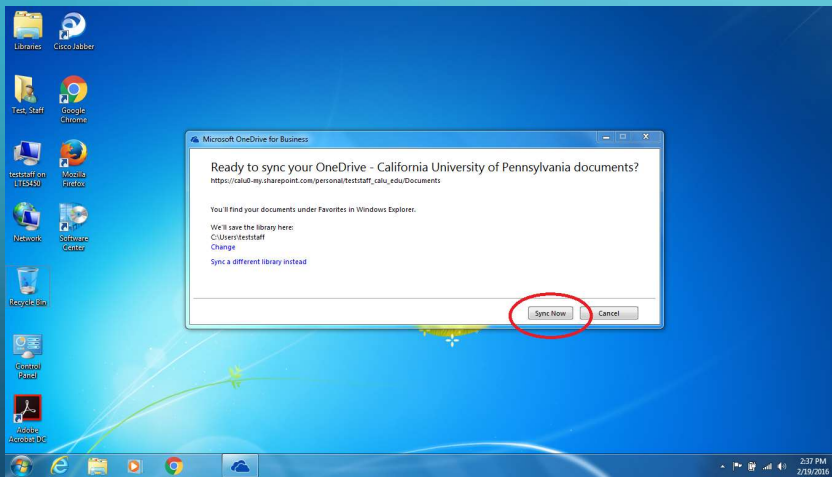 Libraries
Cisco Jabber
Test, Staff
Google
Chrome
teststaff on
LTES450
Mozilla
Firefox
Network
Software
Center
Recycle Bin
Control
Panel
Adobe
Acrobat DC
Microsoft OneDrive for Business
Ready to sync your OneDrive - California University of Pennsylvania documents?
https://calu0-my.sharepoint.com/personal/teststaff_calu_edu/Documents
You'll find your documents under Favorites in Windows Explorer.
We'll save the library here:
C:\Users\teststaff
Change
Sync a different library instead
Sync Now
Cancel
2:37 PM
2/19/2016